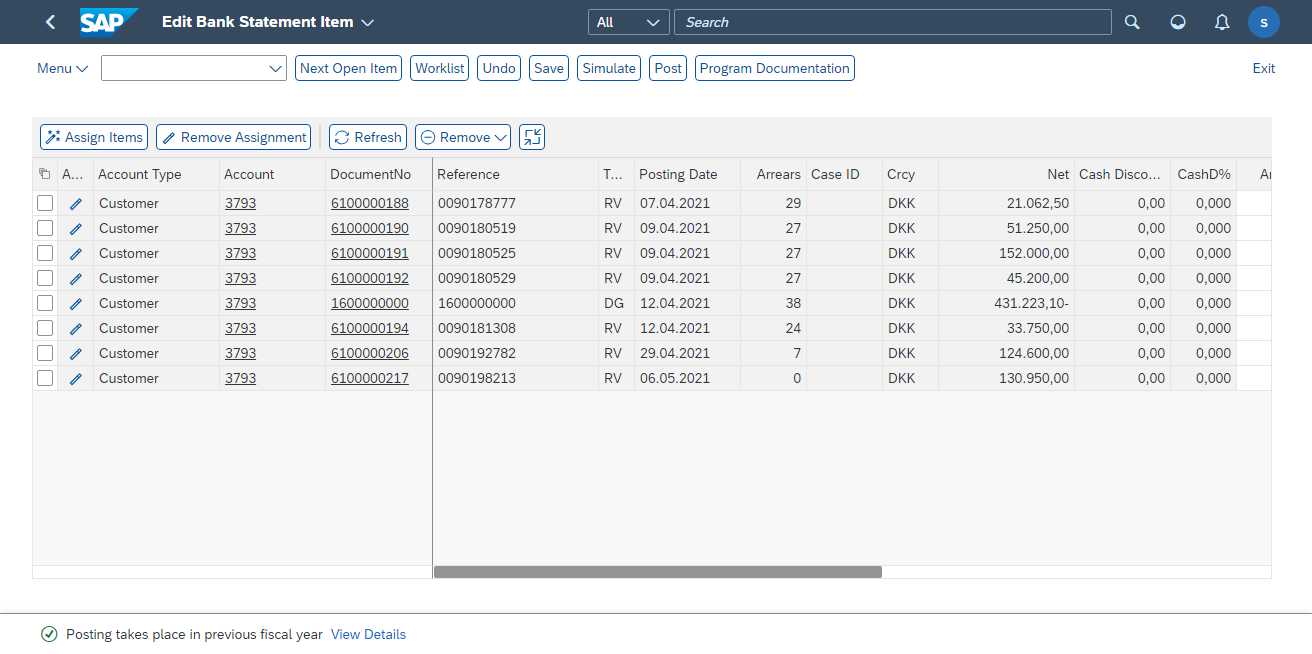 SAP Edit Bank Statement Item All Search S
Menu Next Open Item Worklist Undo Save Simulate Post Program Documentation Exit
Assign Items Remove Assignment Refresh Remove
A... Account Type Account DocumentNo Reference T... Posting Date Arrears Case ID Crcy Net Cash Disco... CashD%
Customer 3793 6100000188 0090178777 RV 07.04.2021 29 DKK 21.062,50 0,00 0,000
Customer 3793 6100000190 0090180519 RV 09.04.2021 27 DKK 51.250,00 0,00 0,000
Customer 3793 6100000191 0090180525 RV 09.04.2021 27 DKK 152.000,00 0,00 0,000
Customer 3793 6100000192 0090180529 RV 09.04.2021 27 DKK 45.200,00 0,00 0,000
Customer 3793 1600000000 1600000000 DG 12.04.2021 38 DKK 431.223,10- 0,00 0,000
Customer 3793 6100000194 0090181308 RV 12.04.2021 24 DKK 33.750,00 0,00 0,000
Customer 3793 6100000206 0090192782 RV 29.04.2021 7 DKK 124.600,00 0,00 0,000
Customer 3793 6100000217 0090198213 RV 06.05.2021 0 DKK 130.950,00 0,00 0,000
Posting takes place in previous fiscal year View Details